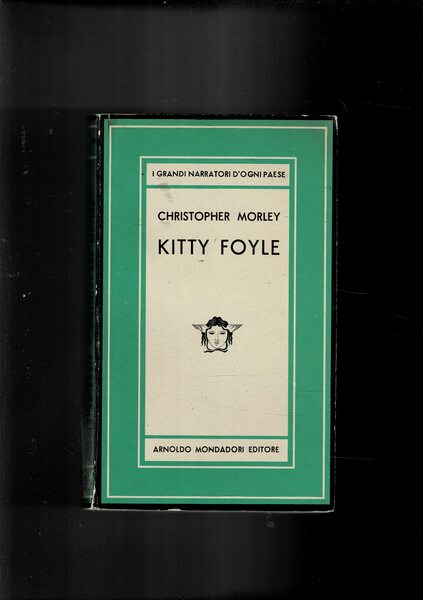 I GRANDI NARRATORI D'OGNI PAESE
CHRISTOPHER MORLEY
KITTY FOYLE
ARNOLDO MONDADORI EDITORE